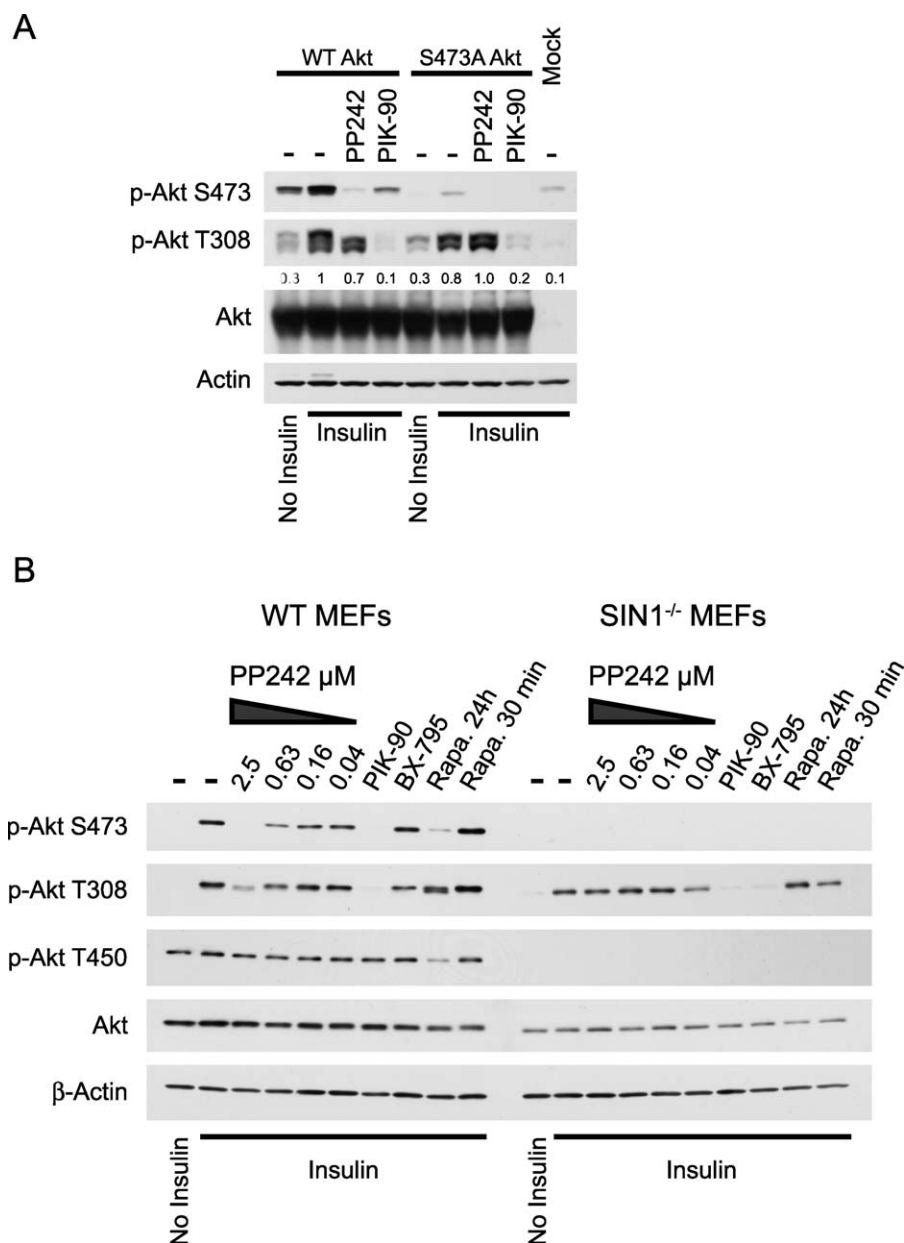 A
WT Akt S473A Akt Mock
- - PP242 PIK-90 - - PP242 PIK-90 -
p-Akt S473
p-Akt T308
0.3 1 0.7 0.1 0.3 0.8 1.0 0.2 0.1
Akt
Actin
No Insulin Insulin No Insulin Insulin
B
WT MEFs SIN1-/- MEFs
PP242 µM PP242 µM
- - 2.5 0.63 0.16 0.04 PIK-90 BX-795 Rapa. 24h Rapa. 30 min - - 2.5 0.63 0.16 0.04 PIK-90 BX-795 Rapa. 24h Rapa. 30 min
p-Akt S473
p-Akt T308
p-Akt T450
Akt
β-Actin
No Insulin Insulin No Insulin Insulin